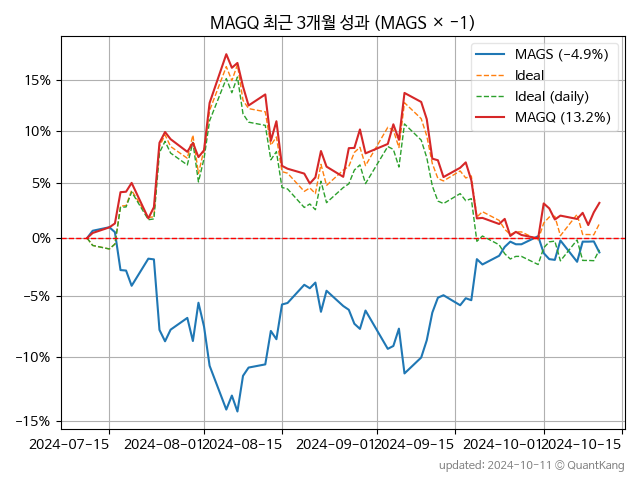 MAGQ 최근 3개월 성과 (MAGS × −1)
MAGS (−4.9%)
Ideal
Ideal (daily)
MAGQ (13.2%)
15%
10%
5%
0%
−5%
−10%
−15%
2024-07-15
2024-08-01
2024-08-15
2024-09-01
2024-09-15
2024-10-01
2024-10-15
updated: 2024-10-11 © QuantKang